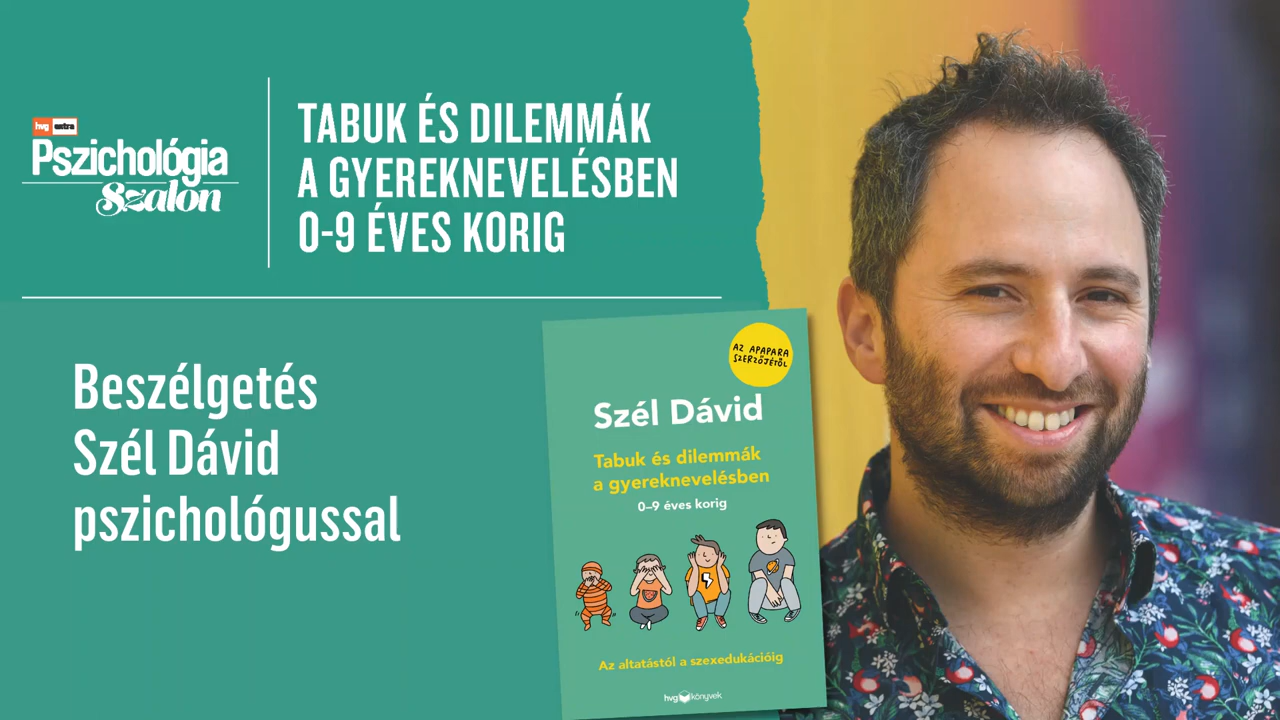 hvg extra
Pszichológia
Szalon
TABUK ÉS DILEMMÁK
A GYEREKNEVELÉSBEN
0-9 ÉVES KORIG
Beszélgetés
Szél Dávid
pszichológussal
AZ APAPARA
SZERZŐJÉTŐL
Szél Dávid
Tabuk és dilemmák
a gyereknevelésben
0–9 éves korig
Az altatástól a szexedukációig
hvg könyvek